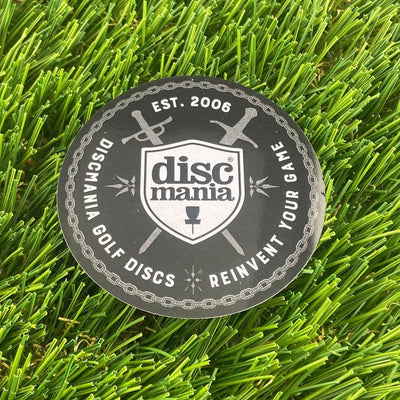 EST. 2006
disc®
mania
DISCMANIA GOLF DISCS
REINVENT YOUR GAME